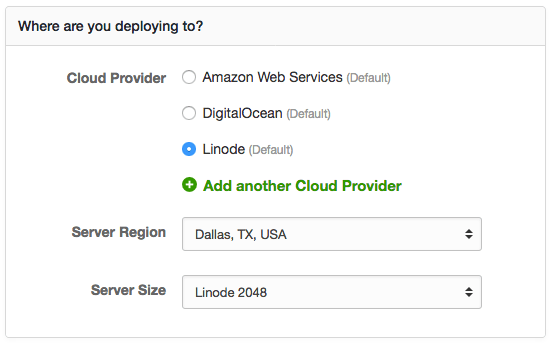 Where are you deploying to?
Cloud Provider
Amazon Web Services (Default)
DigitalOcean (Default)
Linode (Default)
Add another Cloud Provider
Server Region
Dallas, TX, USA
Server Size
Linode 2048